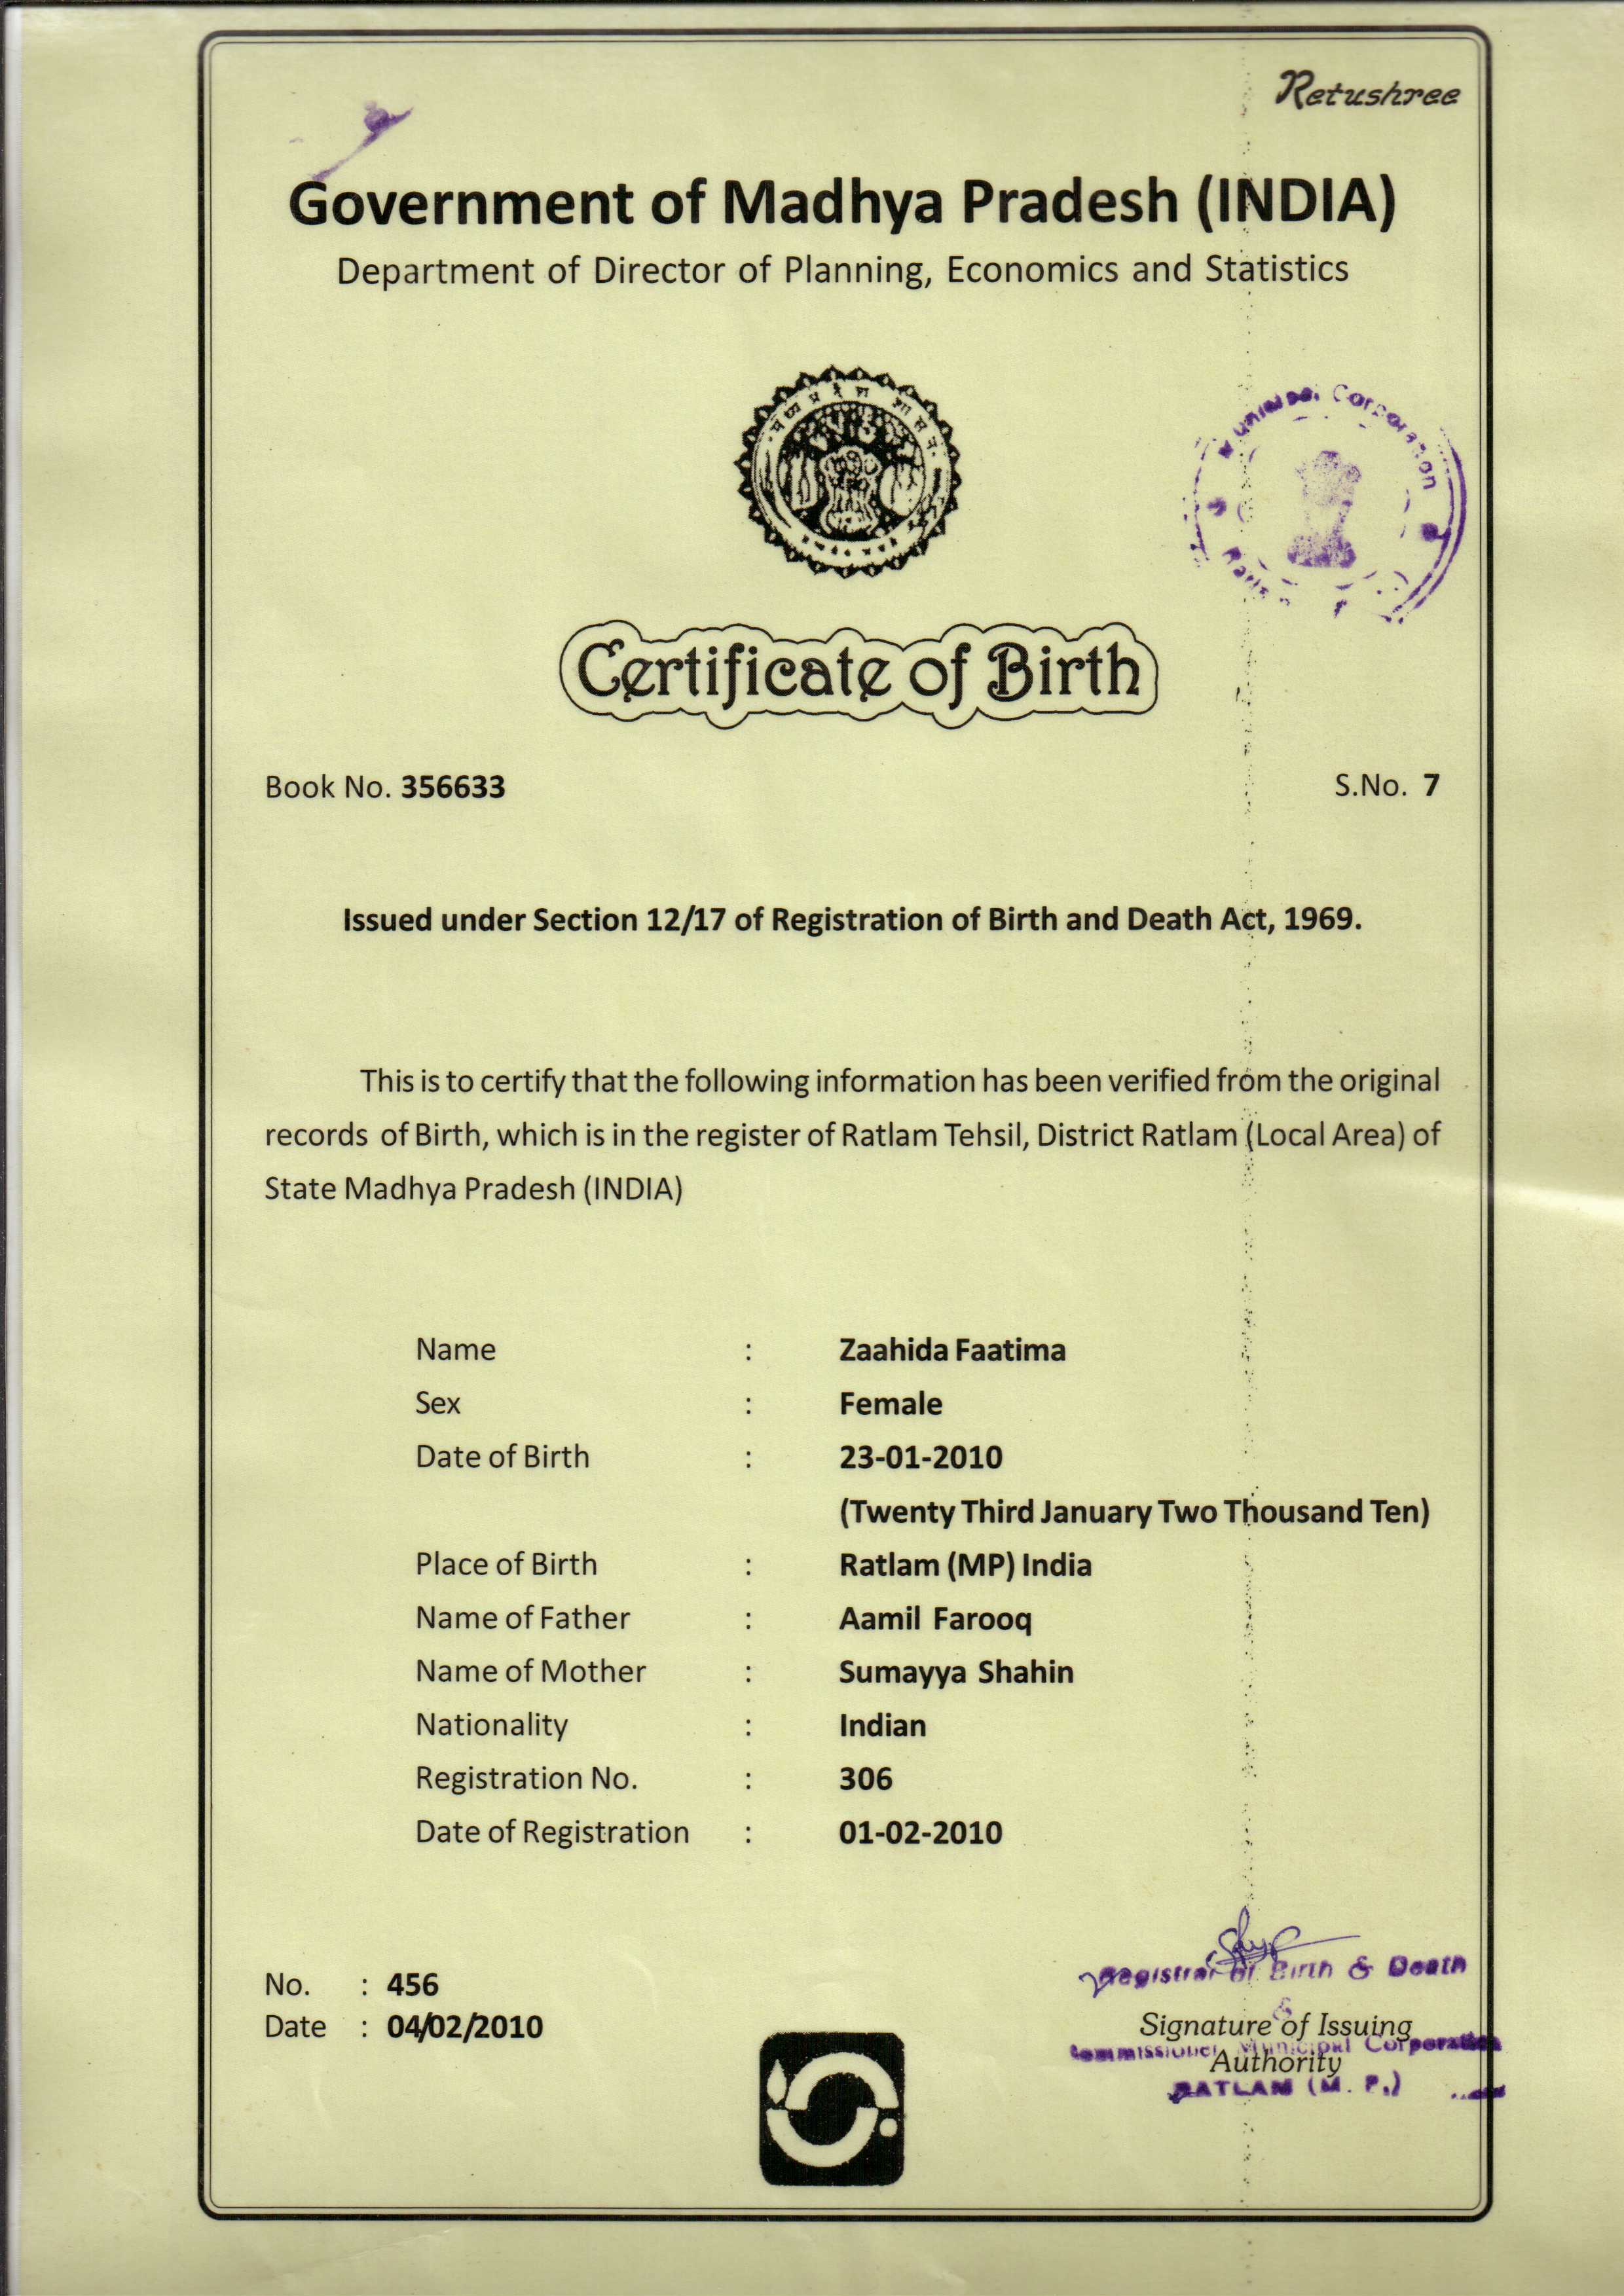 Retushree
Government of Madhya Pradesh (INDIA)
Department of Director of Planning, Economics and Statistics
Municipal Corporation
Certificate of Birth
Book No. 356633 S.No. 7
Issued under Section 12/17 of Registration of Birth and Death Act, 1969.
This is to certify that the following information has been verified from the original
records of Birth, which is in the register of Ratlam Tehsil, District Ratlam (Local Area) of
State Madhya Pradesh (INDIA)
Name : Zaahida Faatima
Sex : Female
Date of Birth : 23-01-2010
(Twenty Third January Two Thousand Ten)
Place of Birth : Ratlam (MP) India
Name of Father : Aamil Farooq
Name of Mother : Sumayya Shahin
Nationality : Indian
Registration No. : 306
Date of Registration : 01-02-2010
No. : 456
Date : 04/02/2010
Registrar of Birth & Death
&
Signature of Issuing
Commissioner Municipal Corporation
Authority
RATLAM (M. P.)